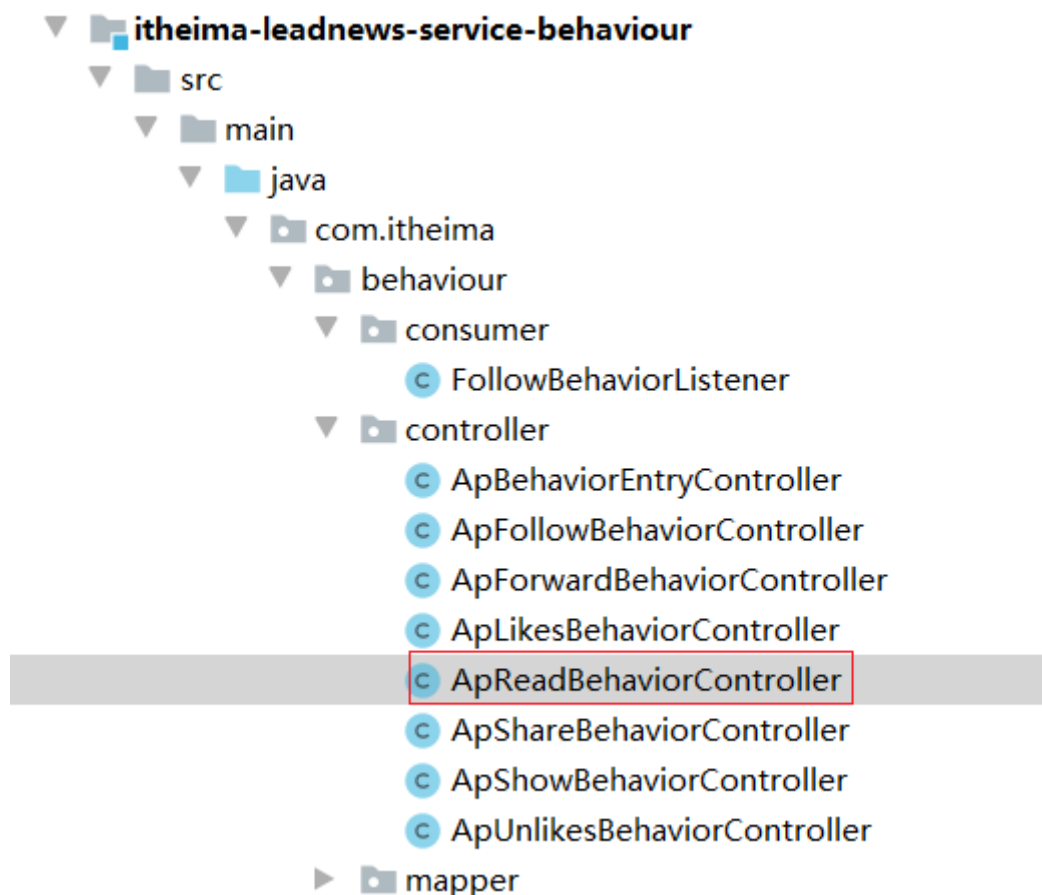 itheima-leadnews-service-behaviour
src
main
java
com.itheima
behaviour
consumer
C FollowBehaviorListener
controller
C ApBehaviorEntryController
C ApFollowBehaviorController
C ApForwardBehaviorController
C ApLikesBehaviorController
C ApReadBehaviorController
C ApShareBehaviorController
C ApShowBehaviorController
C ApUnlikesBehaviorController
mapper